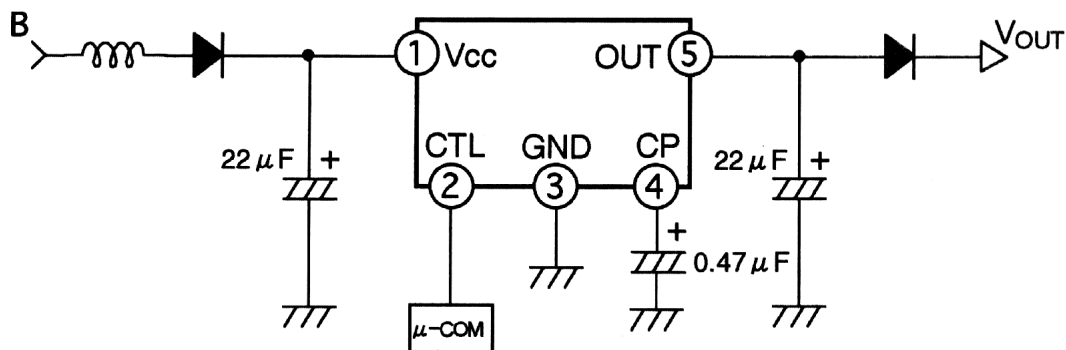 B
1 Vcc
OUT 5
VOUT
22 μF +
CTL
GND
CP
22 μF +
2
3
4
+
0.47 μF
μ-COM